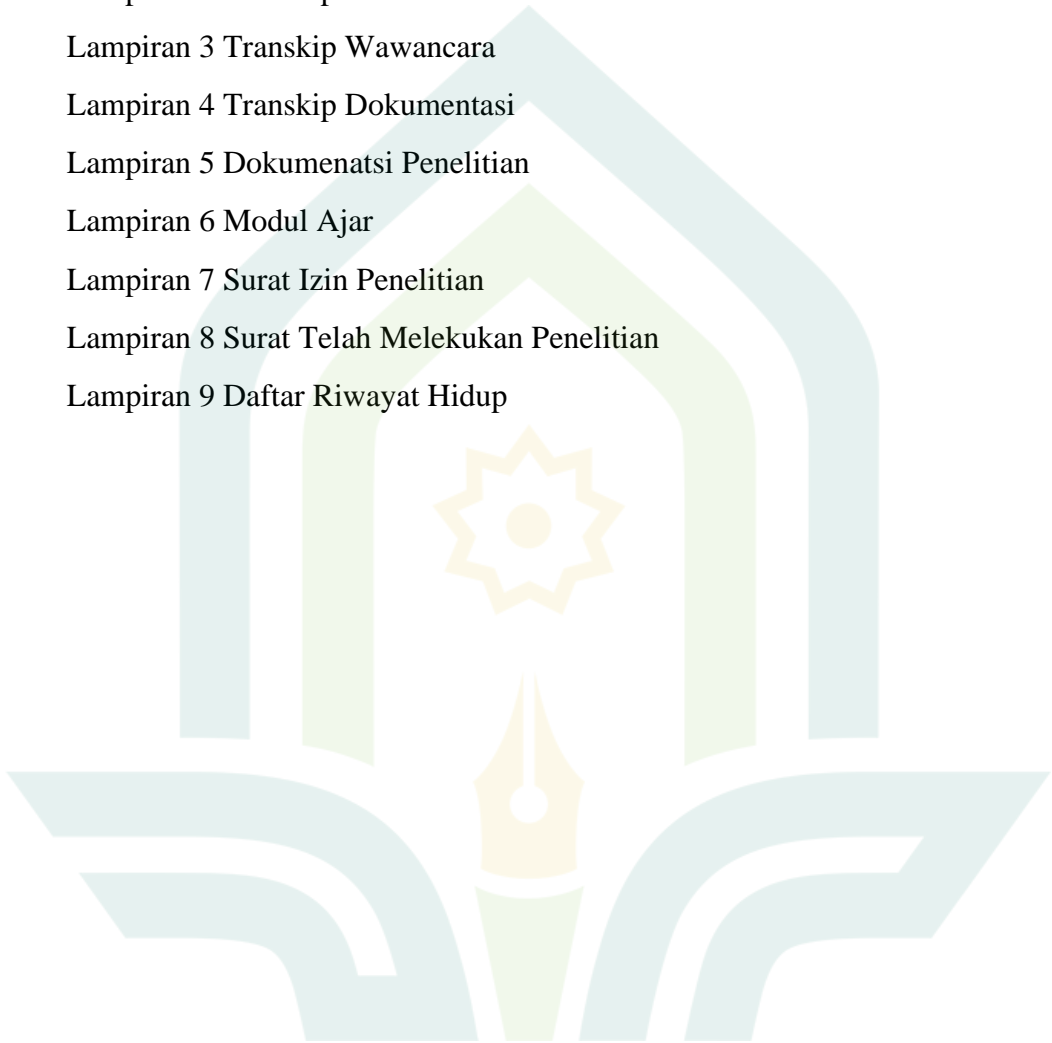 Lampiran 3 Transkip Wawancara
Lampiran 4 Transkip Dokumentasi
Lampiran 5 Dokumenatsi Penelitian
Lampiran 6 Modul Ajar
Lampiran 7 Surat Izin Penelitian
Lampiran 8 Surat Telah Melekukan Penelitian
Lampiran 9 Daftar Riwayat Hidup